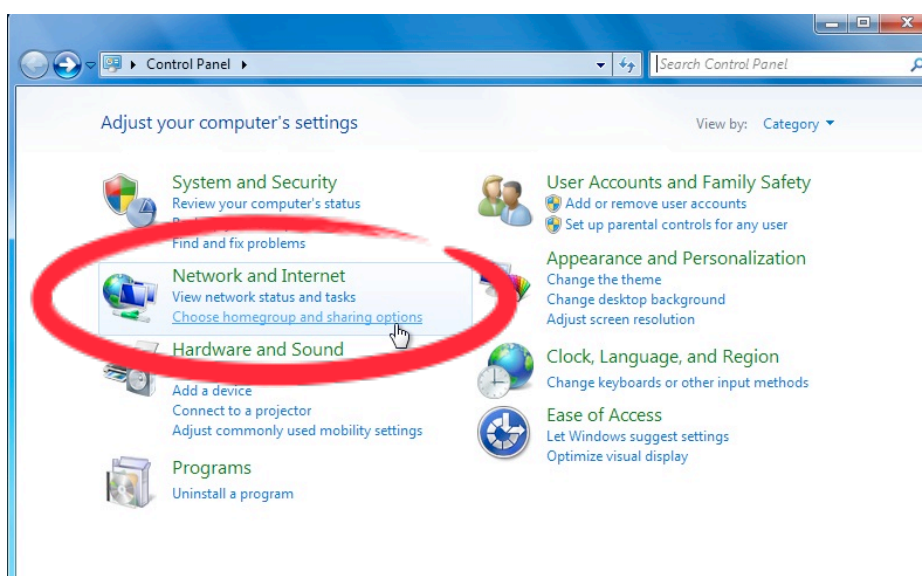 Control Panel
Search Control Panel
Adjust your computer's settings
View by: Category
System and Security
Review your computer's status
Find and fix problems
Network and Internet
View network status and tasks
Choose homegroup and sharing options
Hardware and Sound
Add a device
Connect to a projector
Adjust commonly used mobility settings
Programs
Uninstall a program
User Accounts and Family Safety
Add or remove user accounts
Set up parental controls for any user
Appearance and Personalization
Change the theme
Change desktop background
Adjust screen resolution
Clock, Language, and Region
Change keyboards or other input methods
Ease of Access
Let Windows suggest settings
Optimize visual display